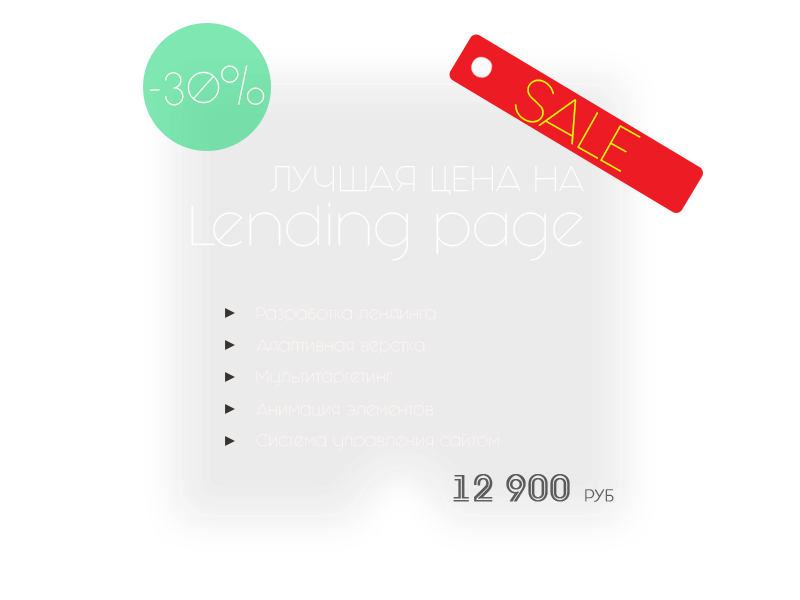 -30%
SALE
ЛУЧШАЯ ЦЕНА НА
Lending page
Разработка лендинга
Адаптивная верстка
Мультитаргетинг
Анимация элементов
Система управления сайтом
12 900 РУБ